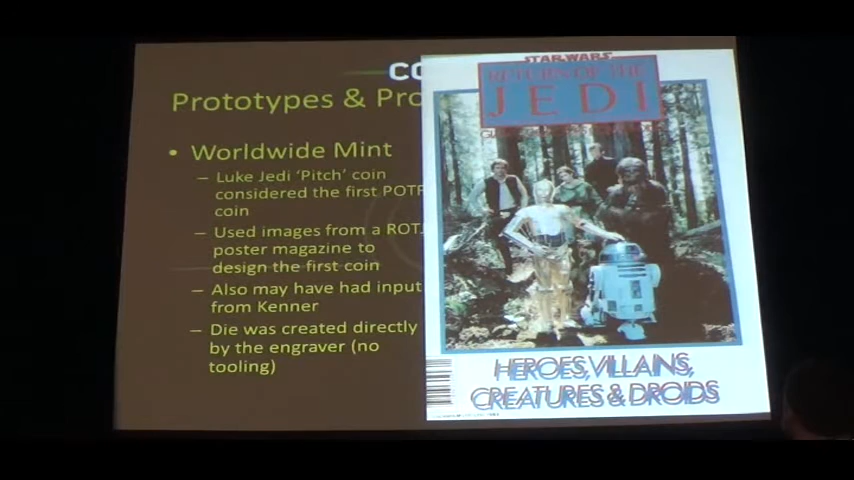 CO
Prototypes & Pro
• Worldwide Mint
– Luke Jedi ‘Pitch’ coin
considered the first POTF
coin
– Used images from a ROTJ
poster magazine to
design the first coin
– Also may have had input
from Kenner
– Die was created directly
by the engraver (no
tooling)
STAR WARS
RETURN OF THE
JEDI
HEROES, VILLAINS,
CREATURES & DROIDS